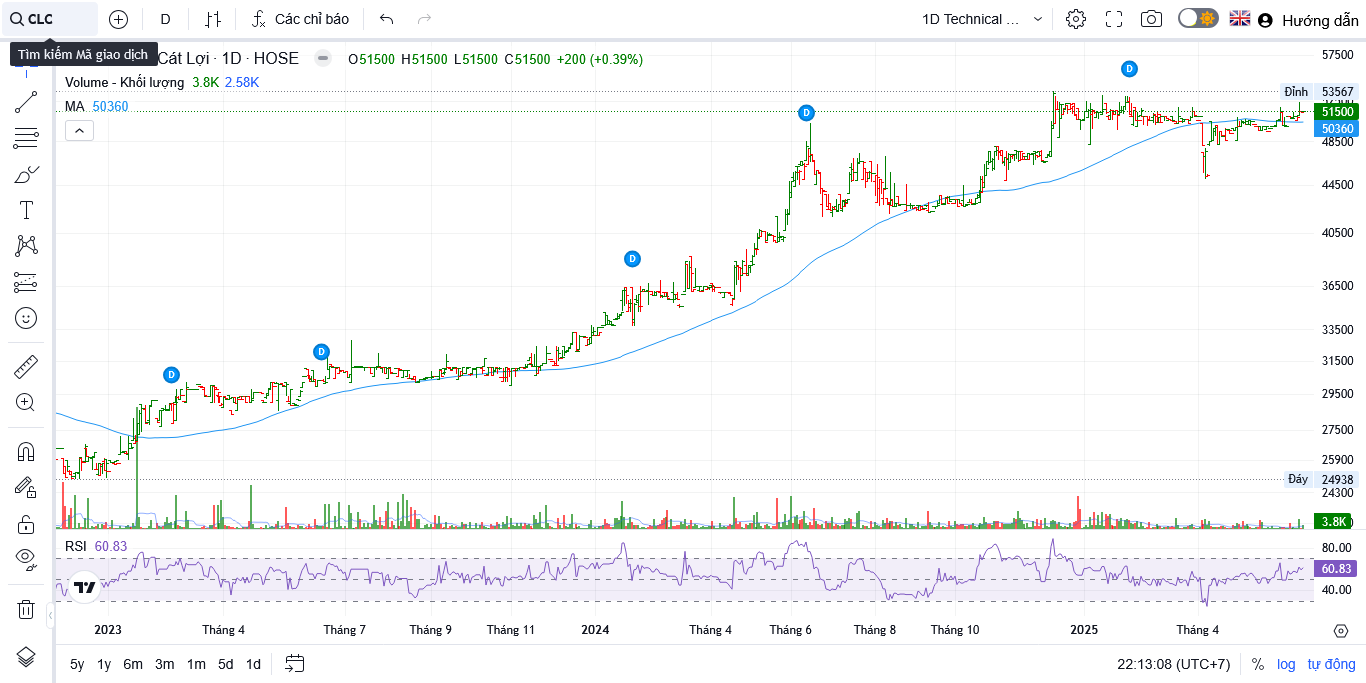 CLC
D
Các chỉ báo
1D Technical ...
Hướng dẫn
Tìm kiếm Mã giao dịch
Cát Lợi · 1D · HOSE
O51500 H51500 L51500 C51500 +200 (+0.39%)
Volume - Khối lượng 3.8K 2.58K
MA 50360
D
D
D
D
D
57500
Đỉnh 53567
51500
50360
48500
44500
40500
36500
33500
31500
29500
27500
25900
Đáy 24938
24300
3.8K
RSI 60.83
80.00
60.83
40.00
2023 Tháng 4 Tháng 7 Tháng 9 Tháng 11 2024 Tháng 4 Tháng 6 Tháng 8 Tháng 10 2025 Tháng 4
5y 1y 6m 3m 1m 5d 1d
22:13:08 (UTC+7) % log tự động